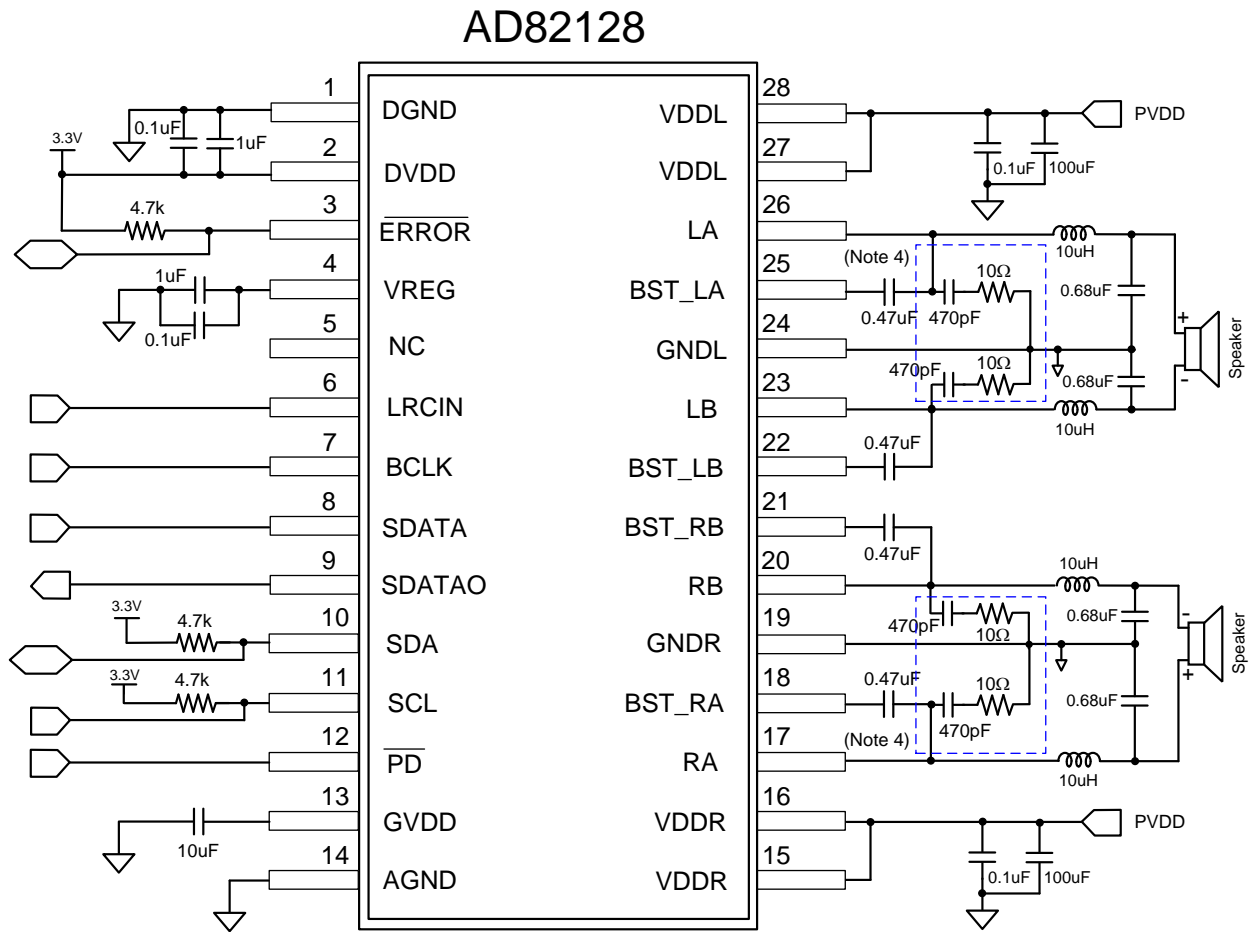 AD82128
1
DGND
0.1uF
1uF
3.3V
2
DVDD
4.7k
3
ERROR
1uF
4
VREG
0.1uF
5
NC
6
LRCIN
7
BCLK
8
SDATA
9
SDATAO
3.3V
4.7k
10
SDA
3.3V
4.7k
11
SCL
12
PD
13
GVDD
10uF
14
AGND
28
VDDL
PVDD
27
VDDL
0.1uF
100uF
26
LA
10uH
(Note 4)
10Ω
25
BST_LA
0.47uF
470pF
0.68uF
24
GNDL
+
Speaker
-
470pF
10Ω
0.68uF
23
LB
10uH
22
BST_LB
0.47uF
21
BST_RB
0.47uF
20
RB
10uH
470pF
10Ω
0.68uF
19
GNDR
-
Speaker
+
0.47uF
10Ω
18
BST_RA
470pF
0.68uF
(Note 4)
17
RA
10uH
16
VDDR
PVDD
15
VDDR
0.1uF
100uF